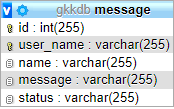 gkkdb message
id : int(255)
user_name : varchar(255)
name : varchar(255)
message : varchar(255)
status : varchar(255)